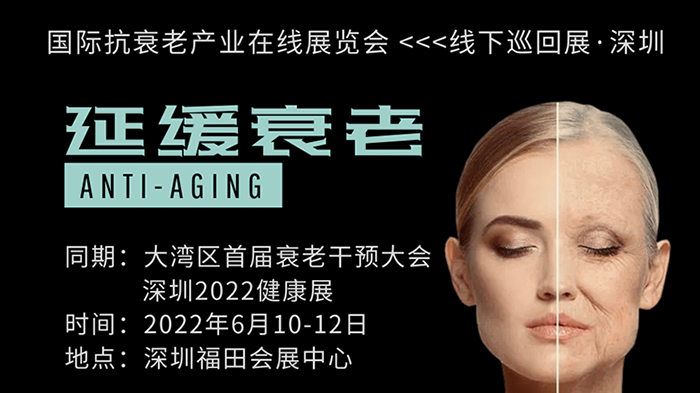 国际抗衰老产业在线展览会 <<<线下巡回展·深圳
延缓衰老
ANTI-AGING
同期：大湾区首届衰老干预大会
深圳2022健康展
时间：2022年6月10-12日
地点：深圳福田会展中心